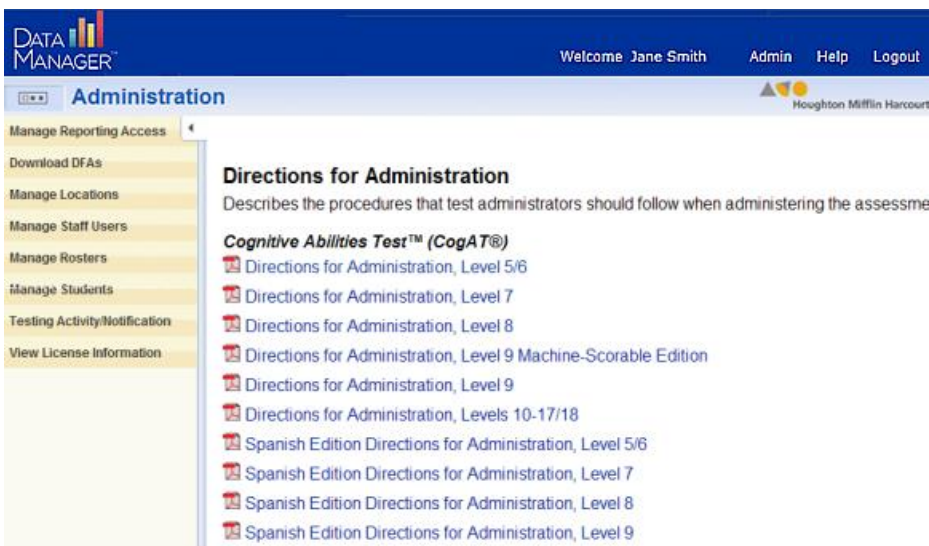 DATA MANAGER™
Welcome Jane Smith Admin Help Logout
Administration
Houghton Mifflin Harcourt
Manage Reporting Access
Download DFAs
Manage Locations
Manage Staff Users
Manage Rosters
Manage Students
Testing Activity/Notification
View License Information
Directions for Administration
Describes the procedures that test administrators should follow when administering the assessme
Cognitive Abilities Test™ (CogAT®)
Directions for Administration, Level 5/6
Directions for Administration, Level 7
Directions for Administration, Level 8
Directions for Administration, Level 9 Machine-Scorable Edition
Directions for Administration, Level 9
Directions for Administration, Levels 10-17/18
Spanish Edition Directions for Administration, Level 5/6
Spanish Edition Directions for Administration, Level 7
Spanish Edition Directions for Administration, Level 8
Spanish Edition Directions for Administration, Level 9